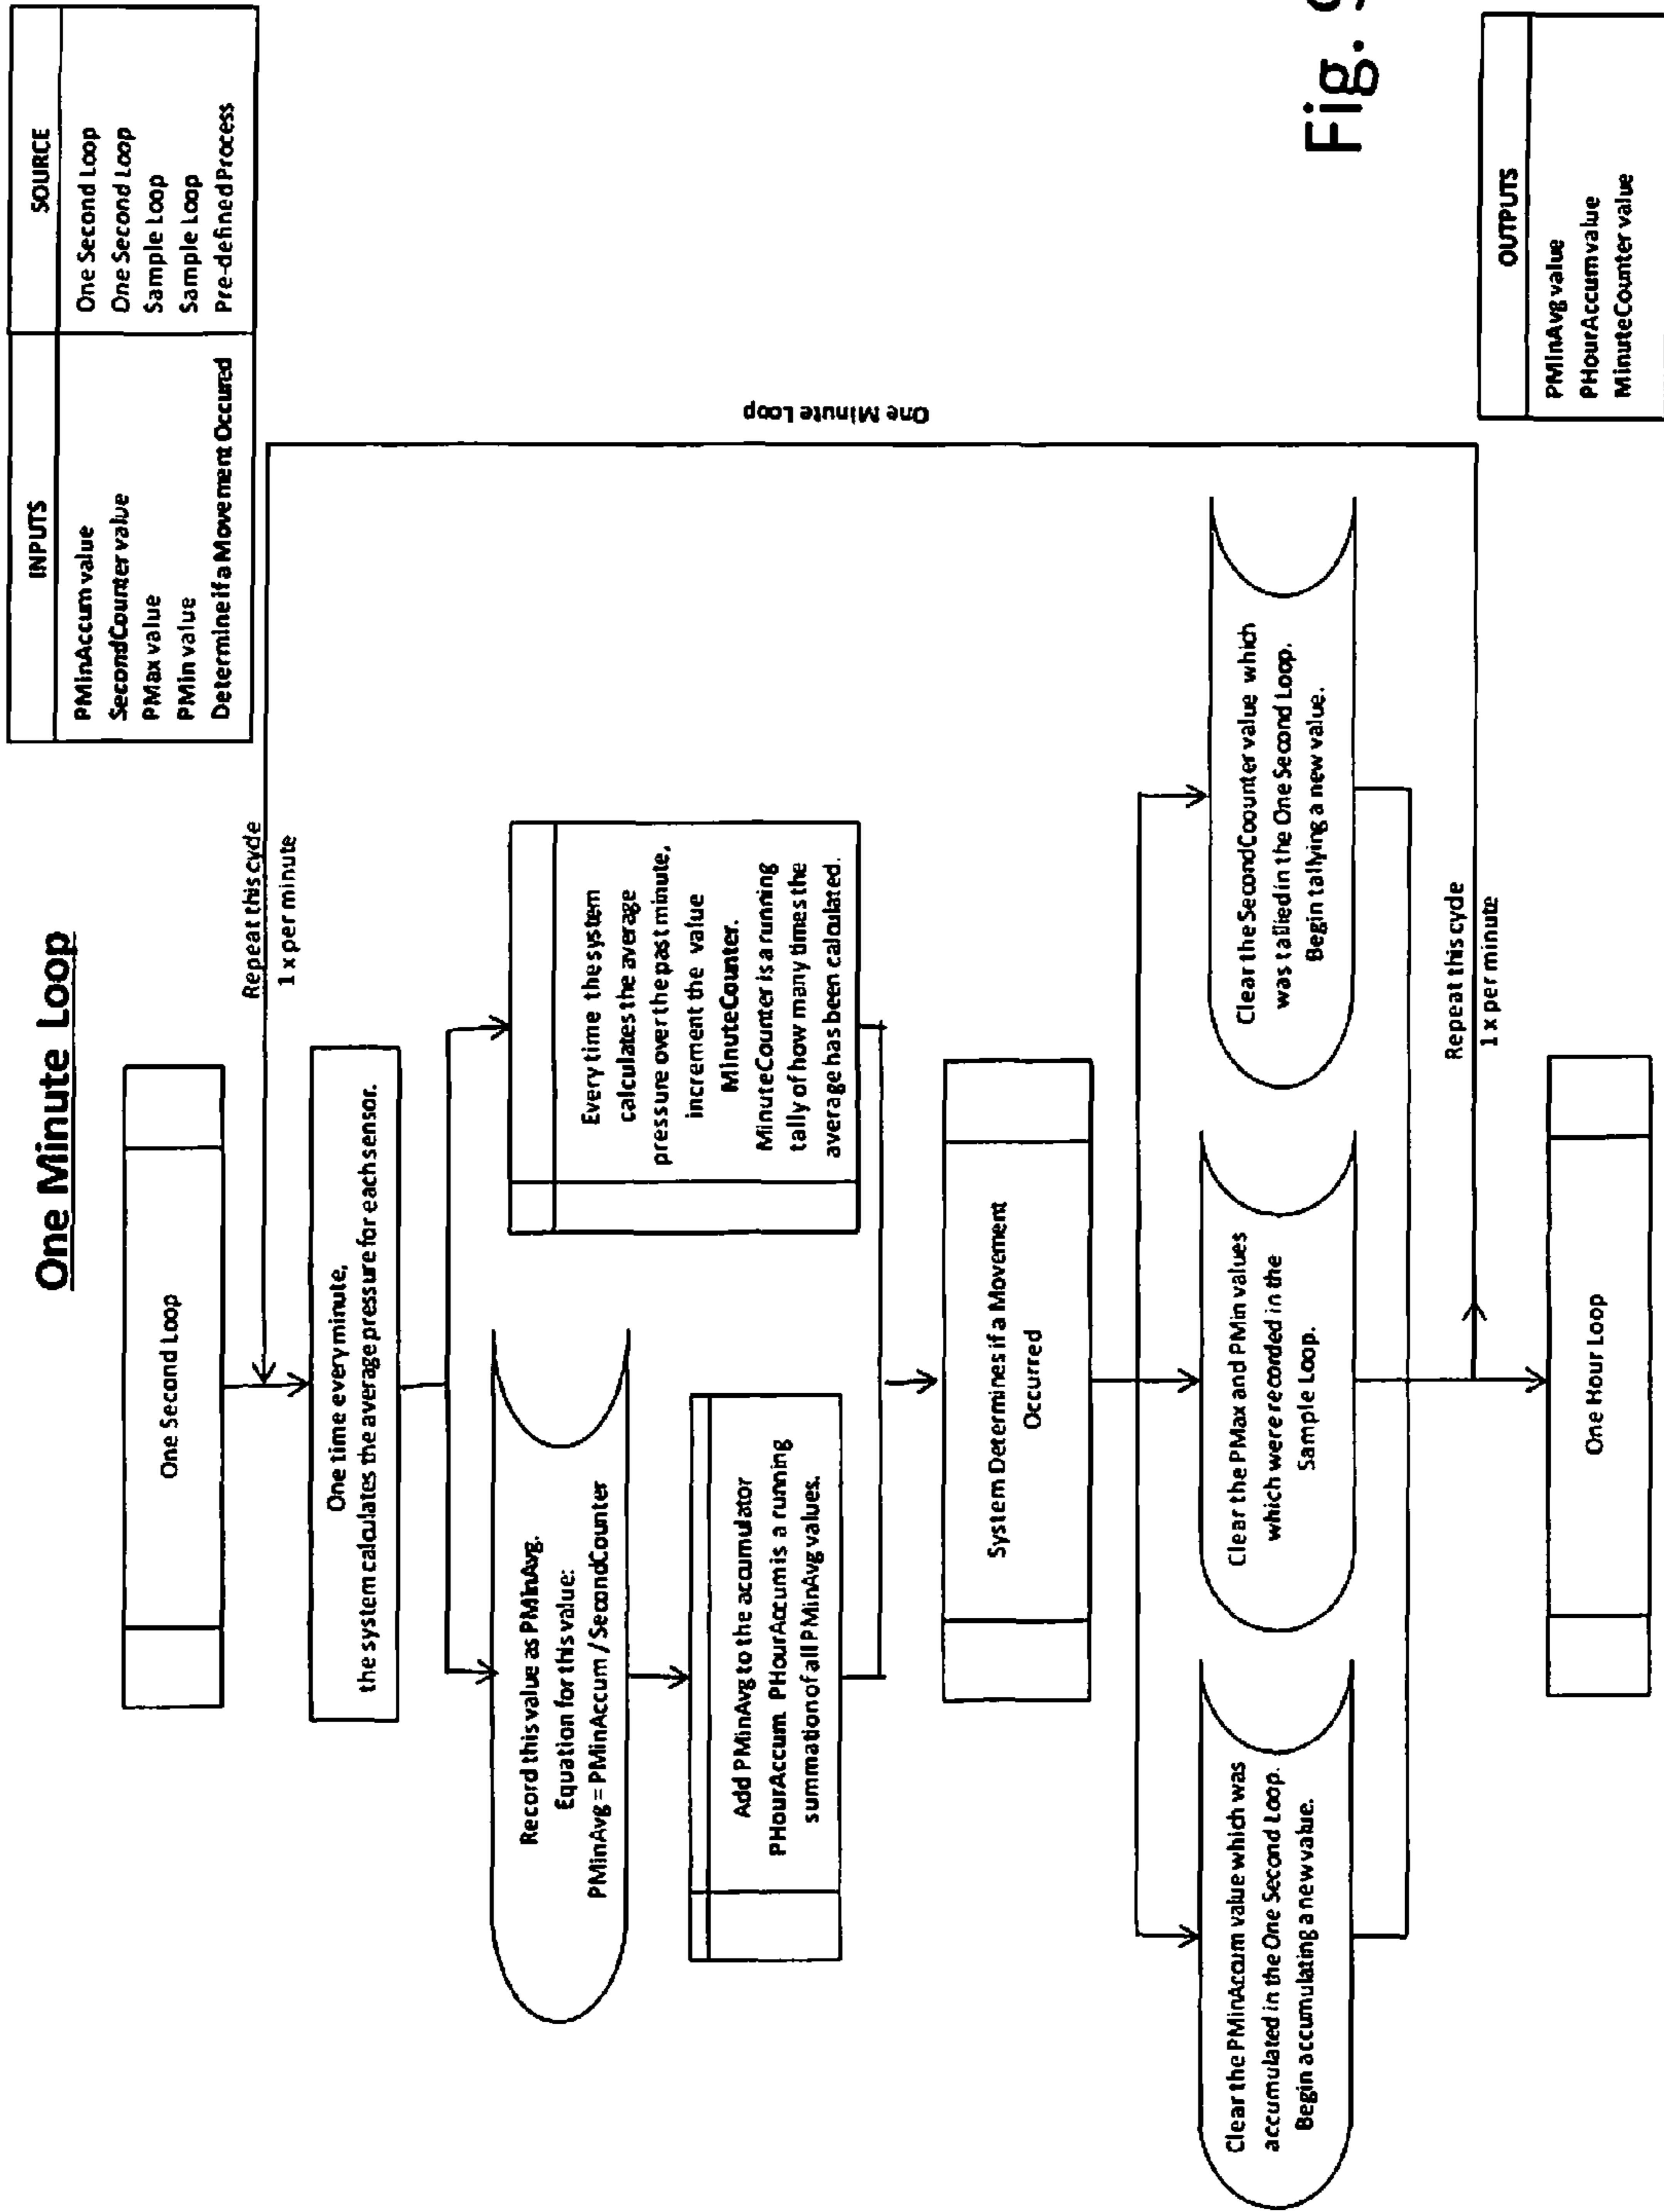 One Minute Loop
INPUTS
SOURCE
PMinAccum value
One Second Loop
SecondCounter value
One Second Loop
PMax value
Sample Loop
PMin value
Sample Loop
Determine if a Movement Occured
Pre-defined Process
One Second Loop
Repeat this cycle
1 x per minute
One time every minute,
the system calculates the average pressure for each sensor.
Record this value as PMinAvg.
Equation for this value:
PMinAvg = PMinAccum / SecondCounter
Every time the system
calculates the average
pressure over the past minute,
increment the value
MinuteCounter.
MinuteCounter is a running
tally of how many times the
average has been calculated.
Add PMinAvg to the accumulator
PHourAccum. PHourAccum is a running
summation of all PMinAvg values.
One Minute Loop
System Determines if a Movement
Occurred
Clear the PMinAccum value which was
accumulated in the One Second Loop.
Begin accumulating a new value.
Clear the PMax and PMin values
which were recorded in the
Sample Loop.
Clear the SecondCoounter value which
was tallied in the One Second Loop.
Begin tallying a new value.
Repeat this cycle
1 x per minute
One Hour Loop
Fig.
OUTPUTS
PMinAvg value
PHourAccum value
MinuteCounter value